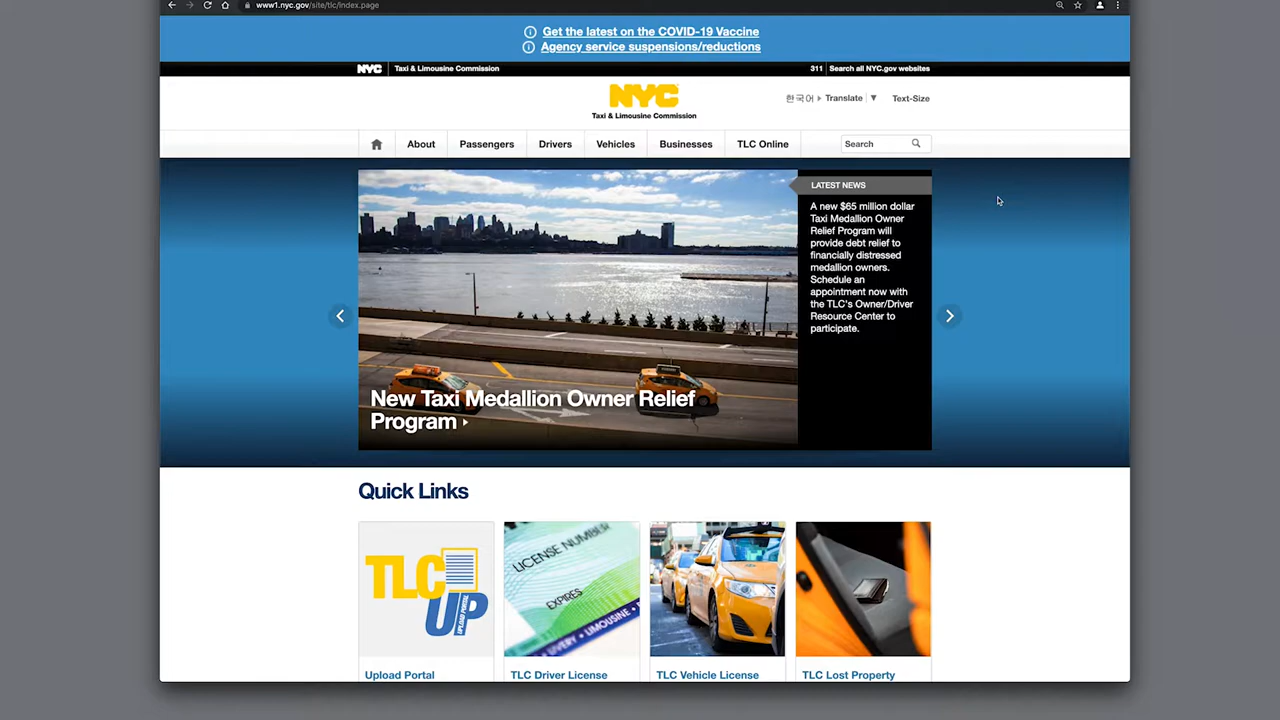 www1.nyc.gov/site/tlc/index.page
Get the latest on the COVID-19 Vaccine
Agency service suspensions/reductions
NYC Taxi & Limousine Commission
311 Search all NYC.gov websites
NYC
Taxi & Limousine Commission
한국어 Translate
Text-Size
About
Passengers
Drivers
Vehicles
Businesses
TLC Online
Search
LATEST NEWS
A new $65 million dollar
Taxi Medallion Owner
Relief Program will
provide debt relief to
financially distressed
medallion owners.
Schedule an
appointment now with
the TLC's Owner/Driver
Resource Center to
participate.
New Taxi Medallion Owner Relief
Program
Quick Links
TLC
UP
UPLOAD PORTAL
LICENSE NUMBER
EXPIRES
LIVERY • LIMOUSINE
Upload Portal
TLC Driver License
TLC Vehicle License
TLC Lost Property